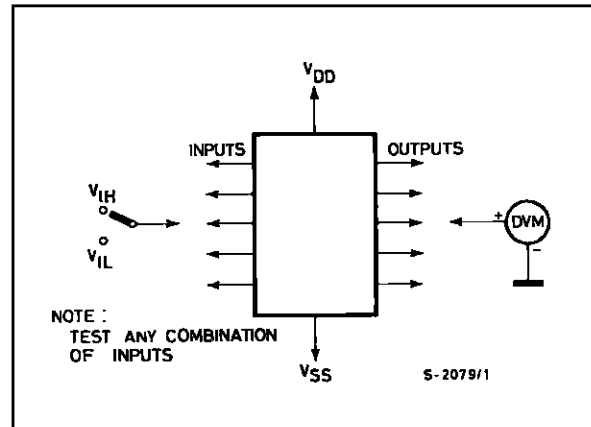 VDD
INPUTS OUTPUTS
VIH
VIL
+ DVM
-
NOTE :
TEST ANY COMBINATION
OF INPUTS
VSS
S-2079/1